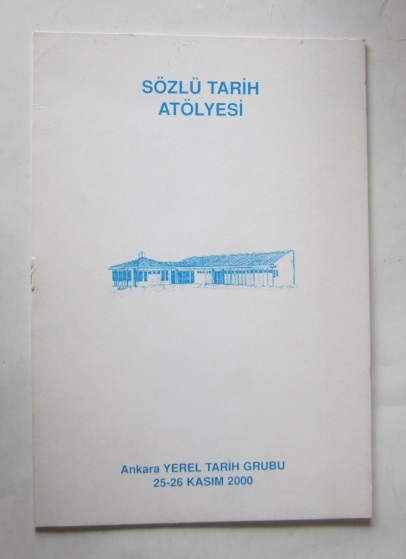 SÖZLÜ TARİH
ATÖLYESİ
Ankara YEREL TARİH GRUBU
25-26 KASIM 2000